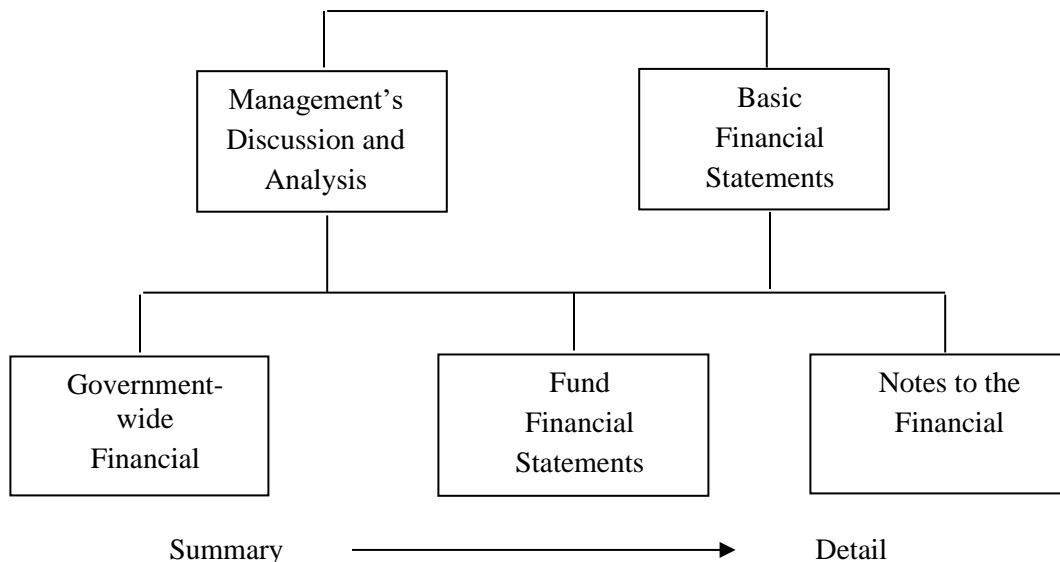 Management’s
Discussion and
Analysis
Basic
Financial
Statements
Government-
wide
Financial
Fund
Financial
Statements
Notes to the
Financial
Summary
Detail